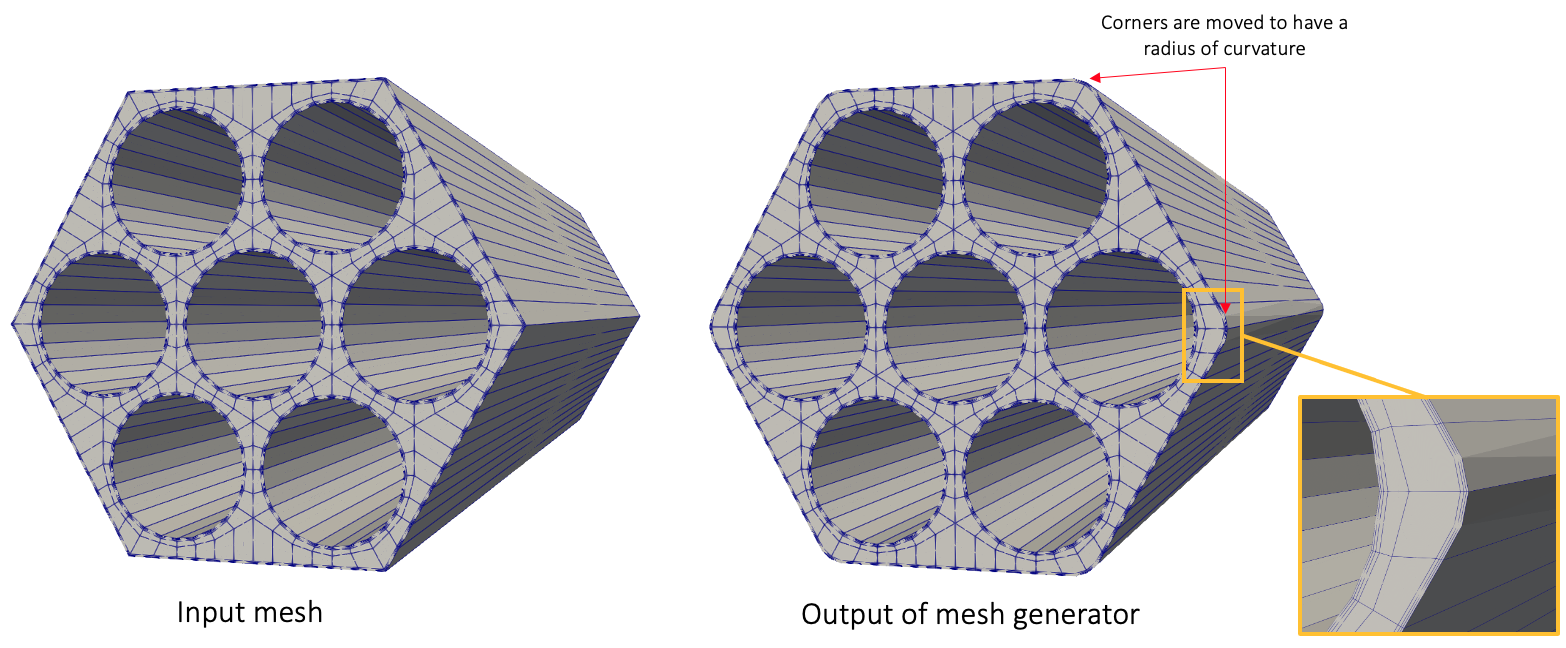 Corners are moved to have a
radius of curvature
Input mesh
Output of mesh generator